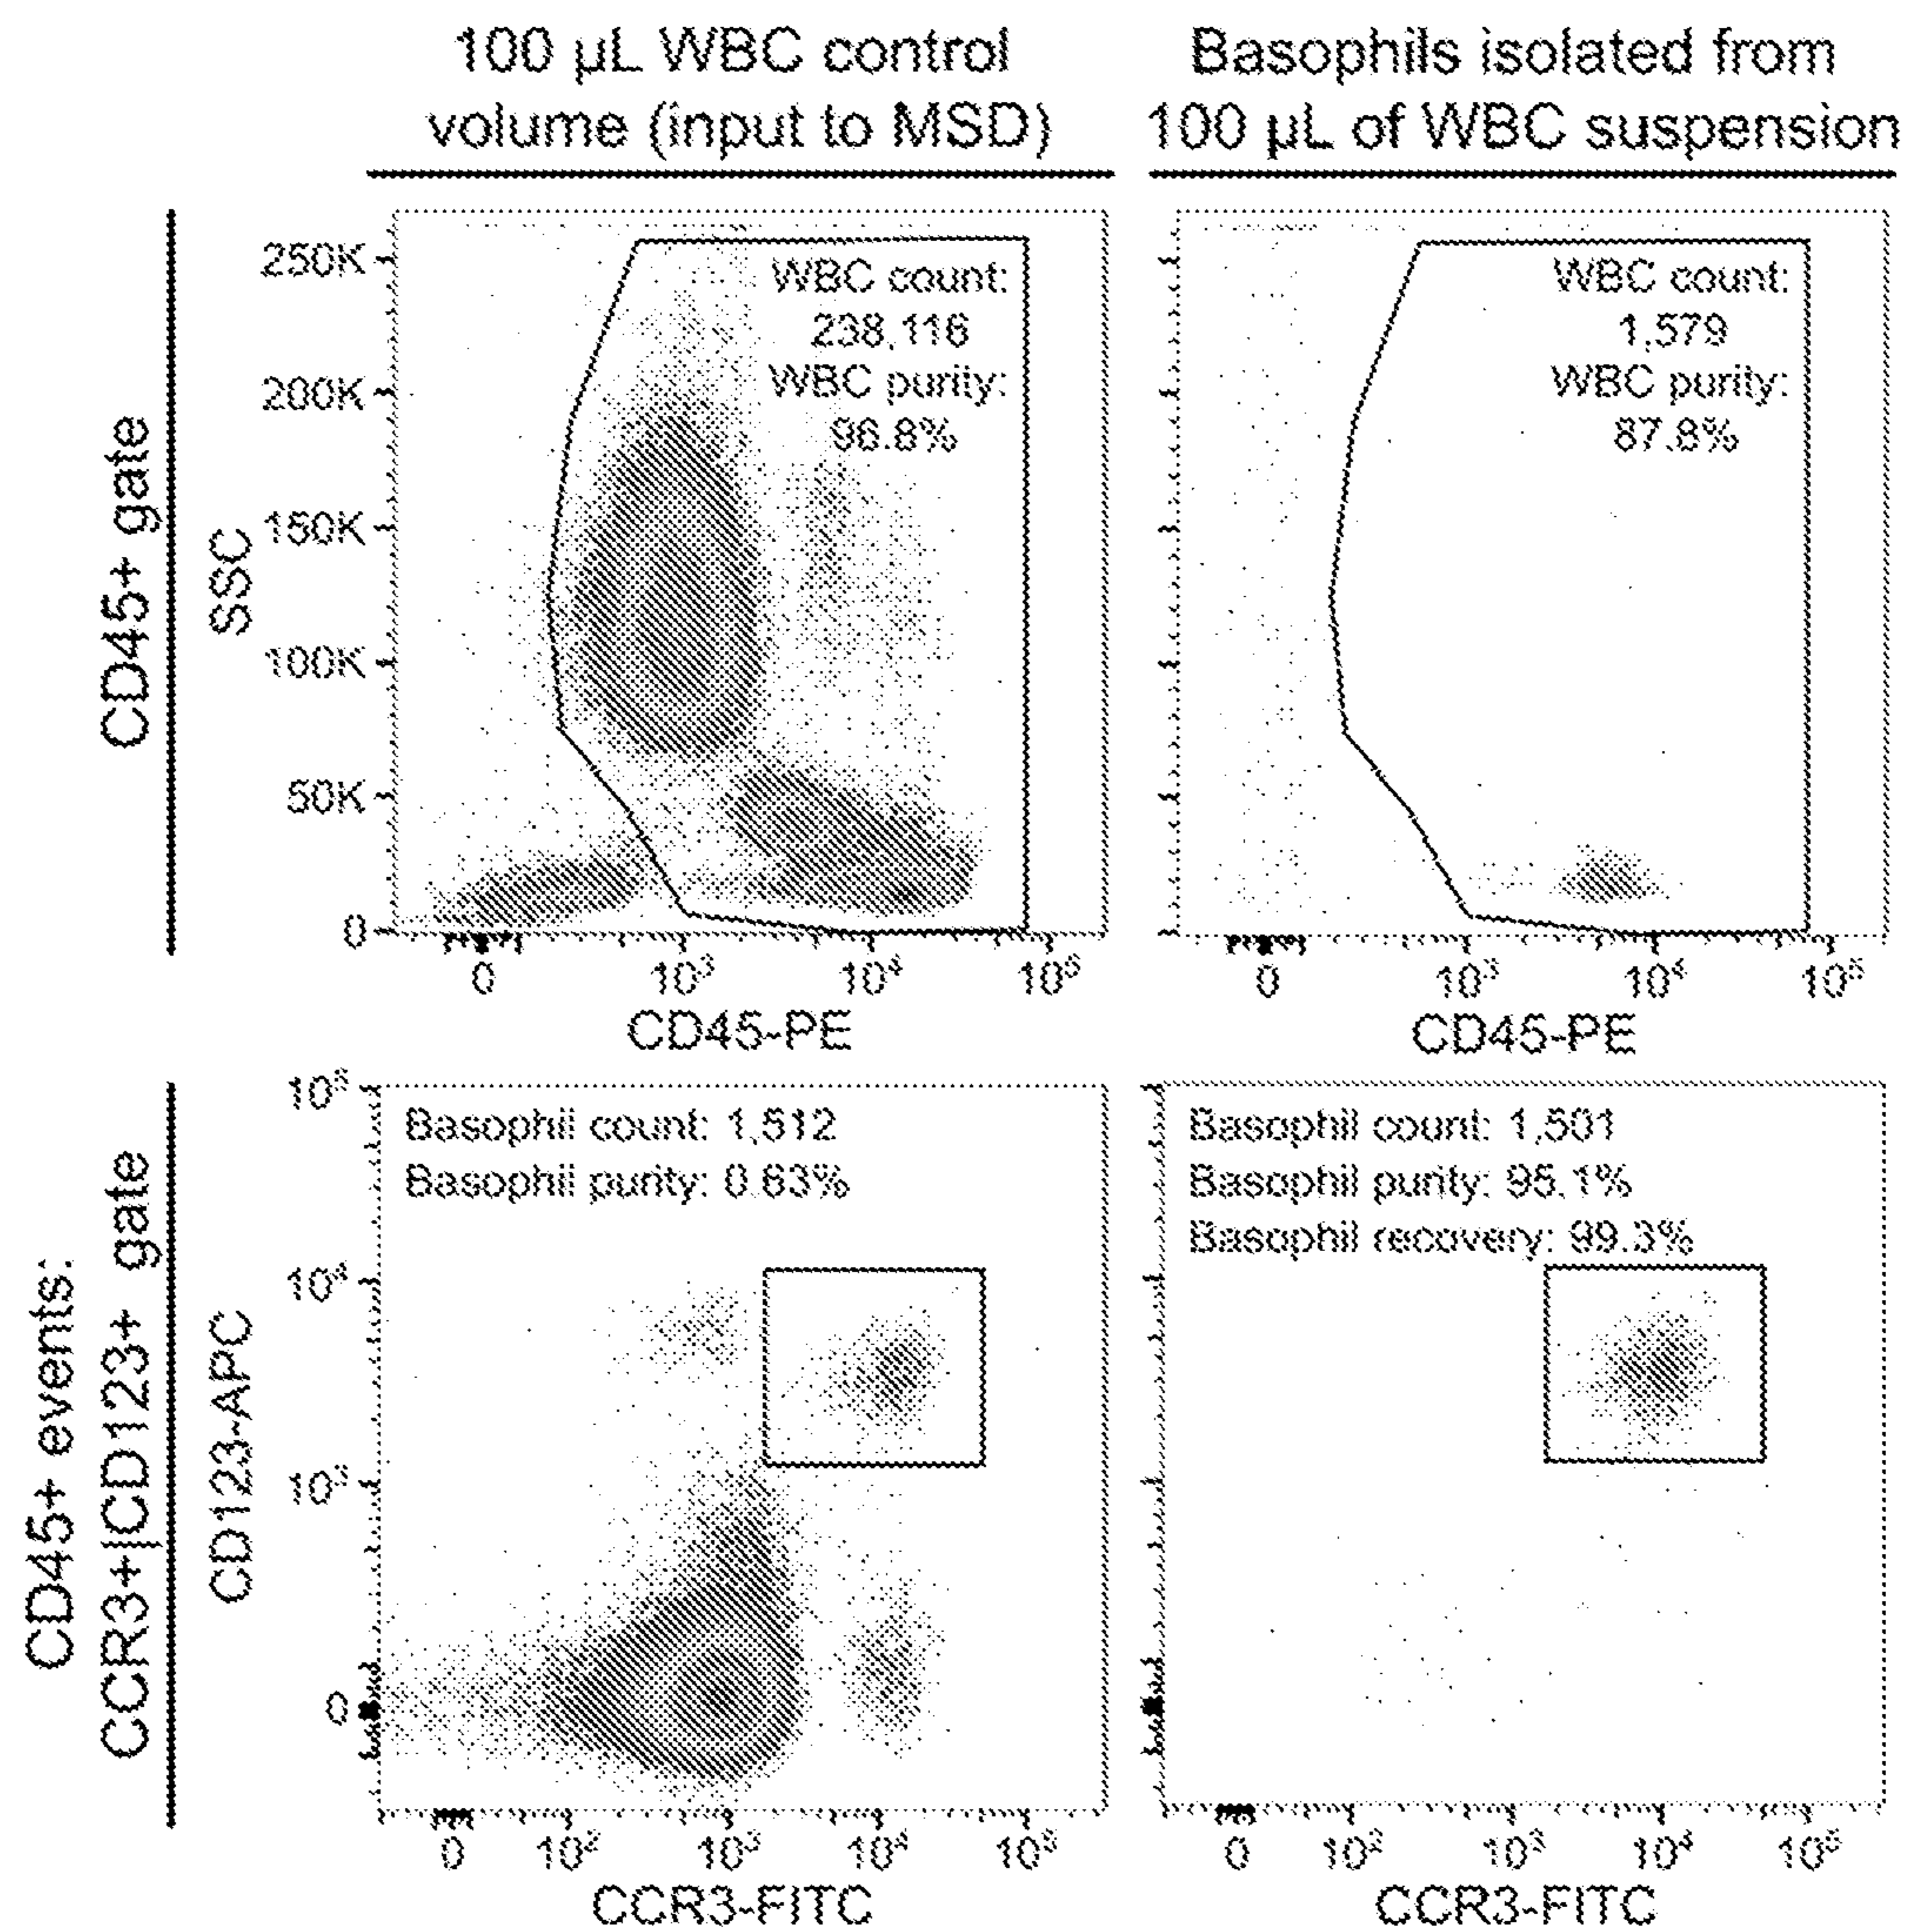 100 µL WBC control
volume (input to MSD)
Basophils isolated from
100 µL of WBC suspension
CD45+ gate
SSC
250K
200K
150K
100K
50K
0
WBC count:
238,116
WBC purity:
96.8%
0 10³ 10⁴ 10⁵
CD45-PE
WBC count:
1,579
WBC purity:
87.8%
0 10³ 10⁴ 10⁵
CD45-PE
CD45+ events:
CCR3+|CD123+ gate
CD123-APC
10⁵
10⁴
10³
0
Basophil count: 1,512
Basophil purity: 0.63%
0 10² 10³ 10⁴ 10⁵
CCR3-FITC
Basophil count: 1,501
Basophil purity: 95.1%
Basophil recovery: 99.3%
0 10² 10³ 10⁴ 10⁵
CCR3-FITC